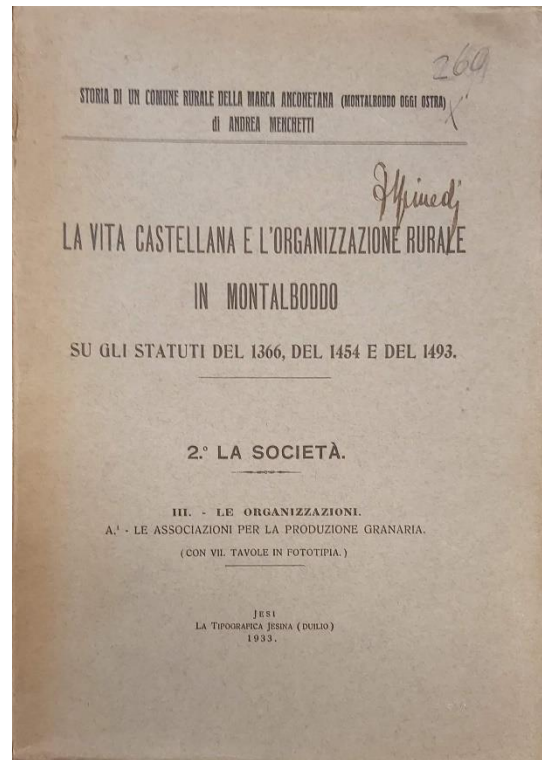 269
STORIA DI UN COMUNE RURALE DELLA MARCA ANCONETANA (MONTALBODDO OGGI OSTRA)
di ANDREA MENCHETTI
LA VITA CASTELLANA E L'ORGANIZZAZIONE RURALE
IN MONTALBODDO
SU GLI STATUTI DEL 1366, DEL 1454 E DEL 1493.
2.º LA SOCIETÀ.
III. - LE ORGANIZZAZIONI.
A.¹ - LE ASSOCIAZIONI PER LA PRODUZIONE GRANARIA.
(CON VII. TAVOLE IN FOTOTIPIA.)
JESI
LA TIPOGRAFICA JESINA (DUILIO)
1933.